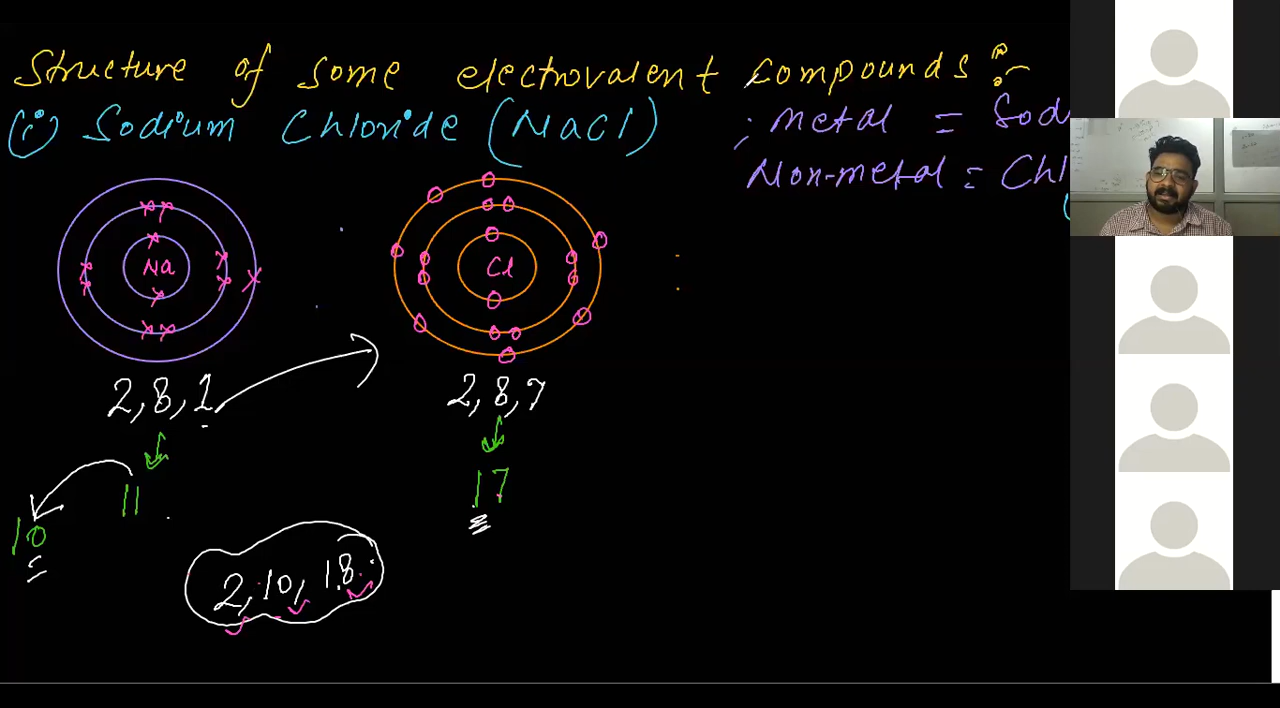 Structure of some electrovalent compounds :-
(i) Sodium Chloride (NaCl)
; Metal = Sod
Non-metal = Chl
Na
Cl
2, 8, 1
2, 8, 7
11
17
10
2, 10, 18